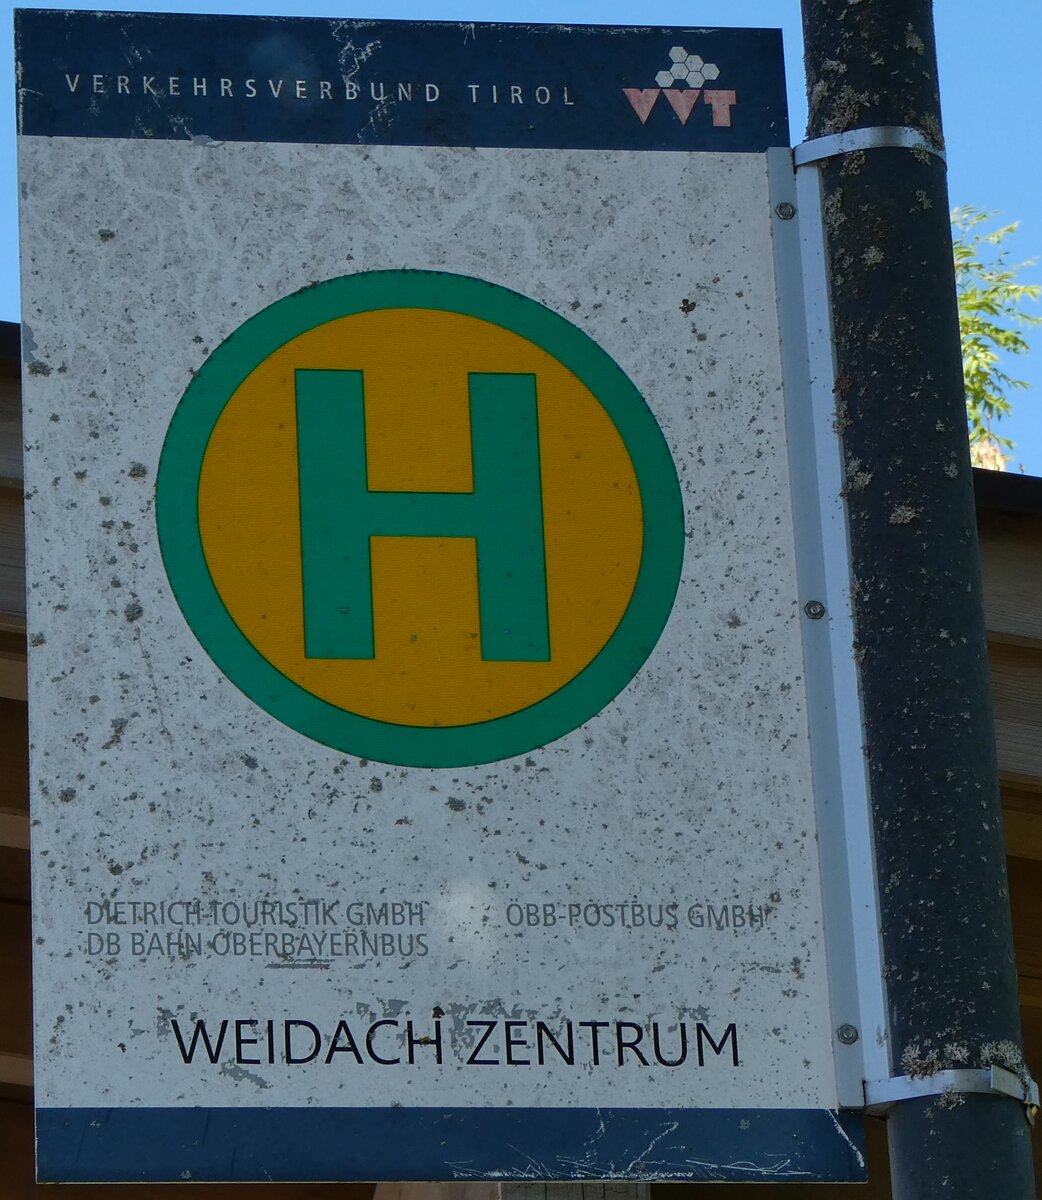 VERKEHRSVERBUND TIROL VVT
H
DIETRICH-TOURISTIK GMBH ÖBB-POSTBUS GMBH
DB BAHN OBERBAYERNBUS
WEIDACH ZENTRUM